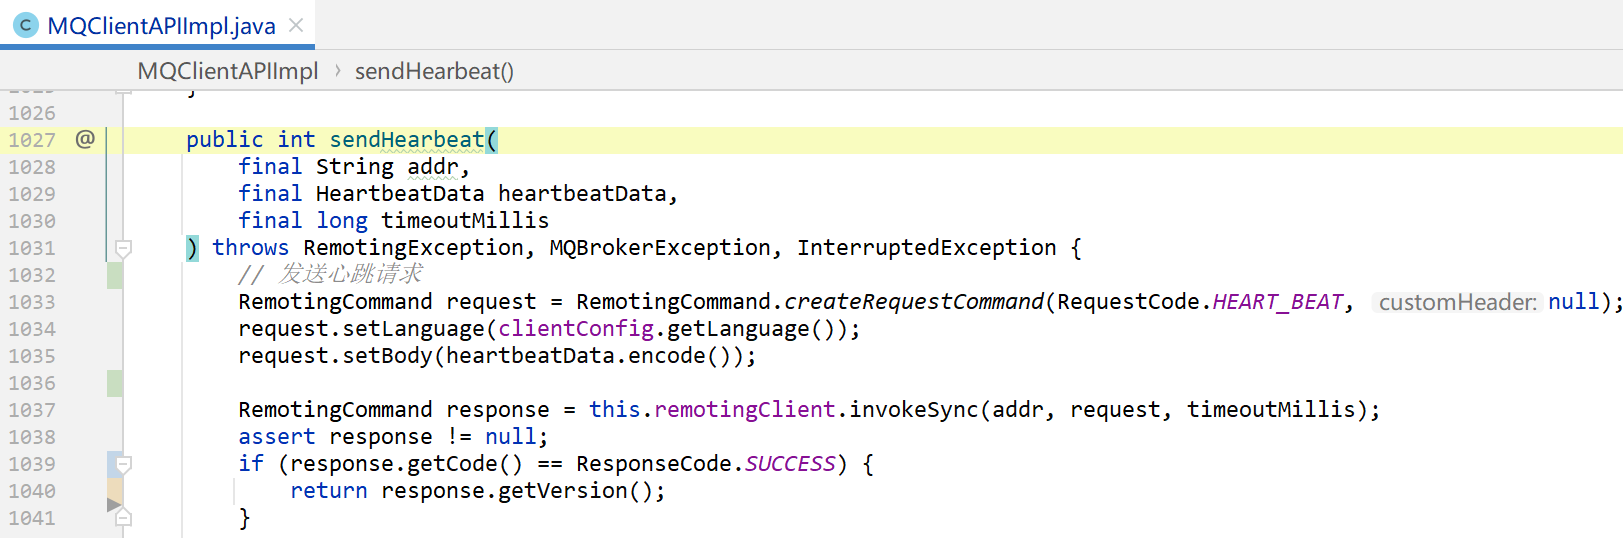 MQClientAPIImpl.java
MQClientAPIImpl › sendHearbeat()
1026
1027 @ public int sendHearbeat(
1028 final String addr,
1029 final HeartbeatData heartbeatData,
1030 final long timeoutMillis
1031 ) throws RemotingException, MQBrokerException, InterruptedException {
1032 // 发送心跳请求
1033 RemotingCommand request = RemotingCommand.createRequestCommand(RequestCode.HEART_BEAT, customHeader: null);
1034 request.setLanguage(clientConfig.getLanguage());
1035 request.setBody(heartbeatData.encode());
1036
1037 RemotingCommand response = this.remotingClient.invokeSync(addr, request, timeoutMillis);
1038 assert response != null;
1039 if (response.getCode() == ResponseCode.SUCCESS) {
1040 return response.getVersion();
1041 }